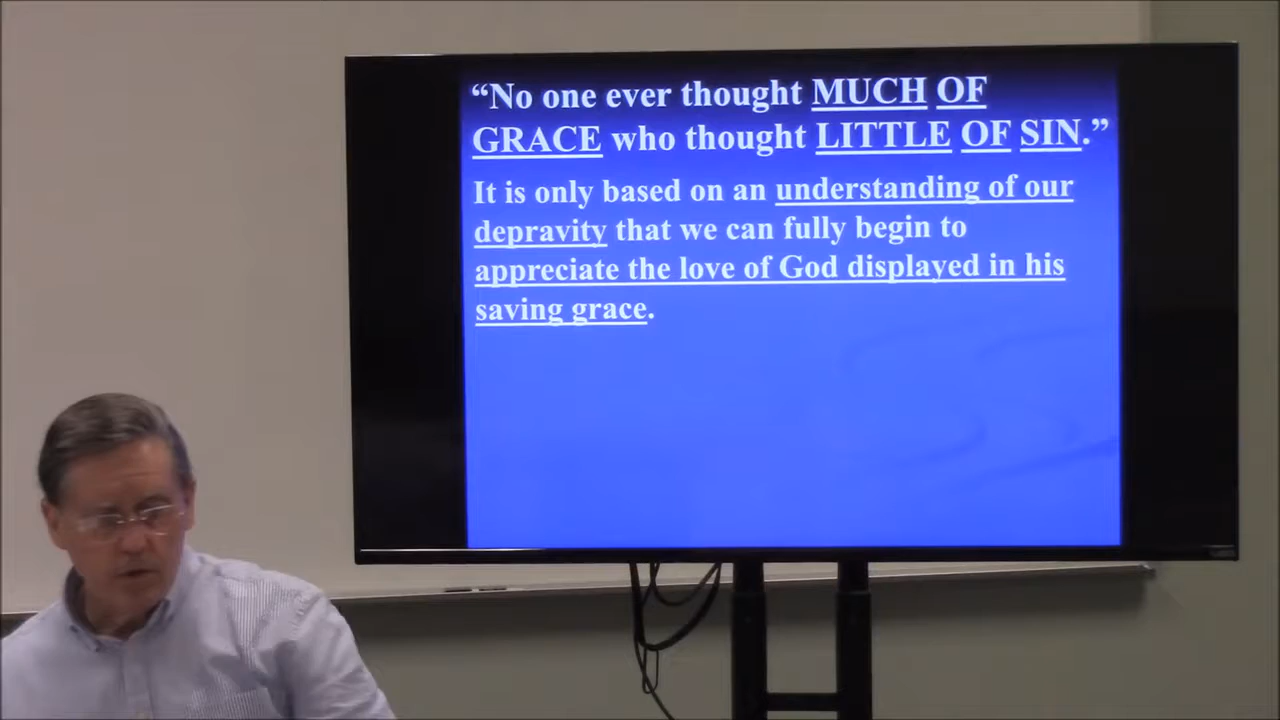 “No one ever thought MUCH OF
GRACE who thought LITTLE OF SIN.”
It is only based on an understanding of our
depravity that we can fully begin to
appreciate the love of God displayed in his
saving grace.